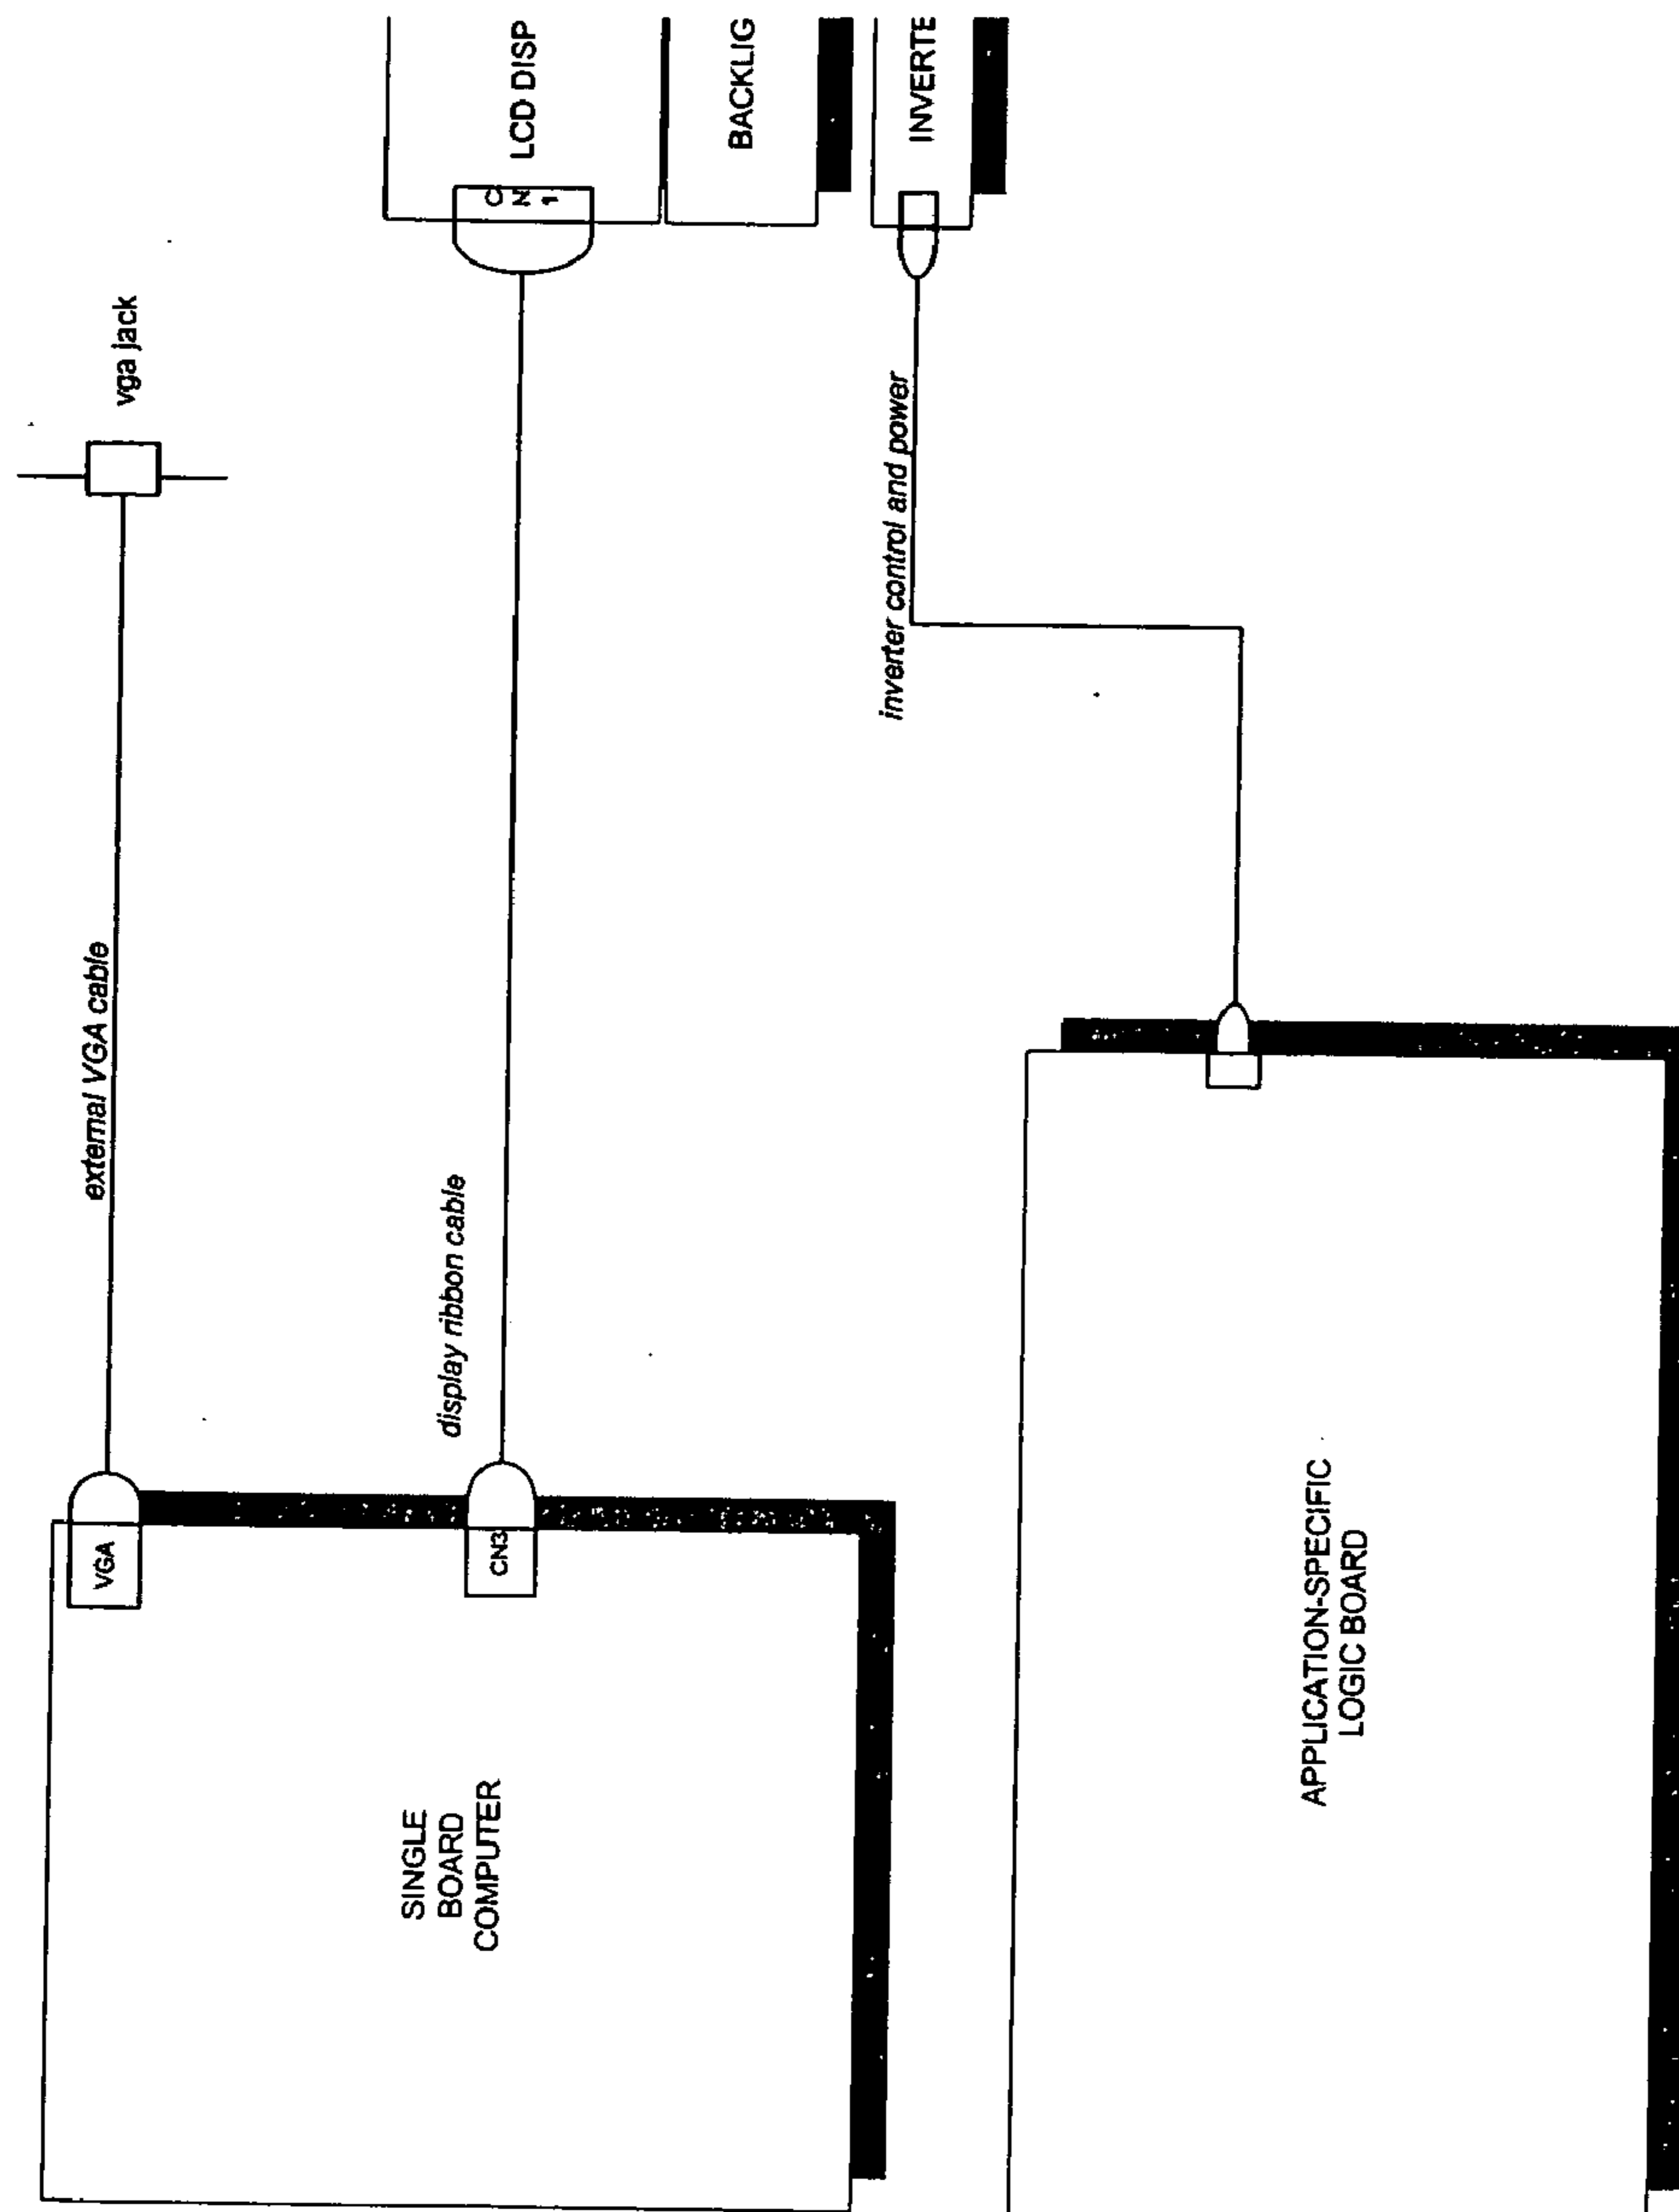 vga jack
external VGA cable
VGA
LCD DISP
CN1
display ribbon cable
CN3
SINGLE
BOARD
COMPUTER
BACKLIG
INVERTE
inverter control and power
APPLICATION-SPECIFIC
LOGIC BOARD